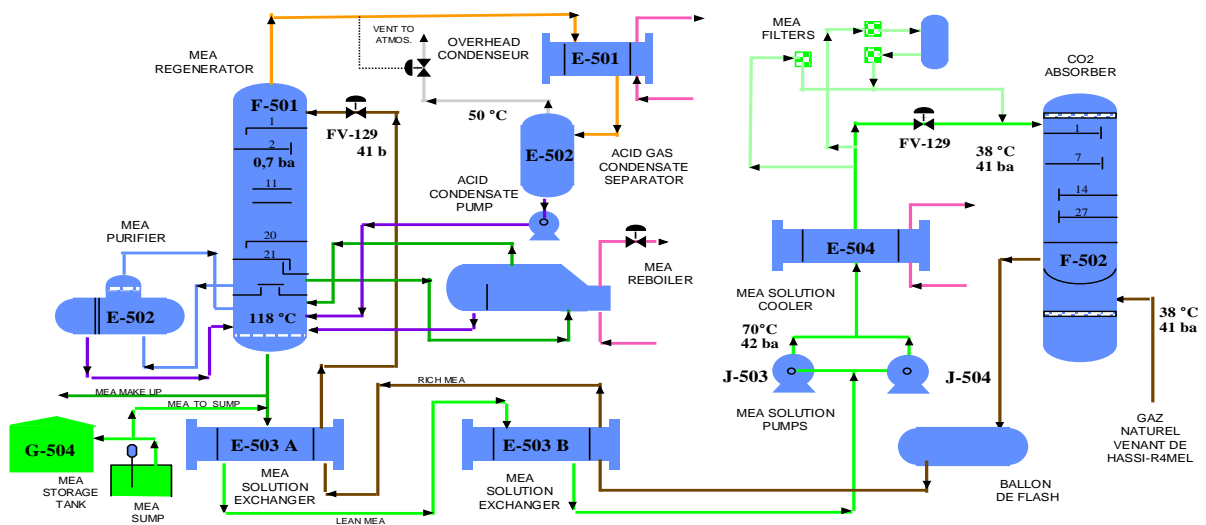 VENT TO
ATMOS.
OVERHEAD
CONDENSEUR
E-501
MEA
REGENERATOR
F-501
1
2
0,7 ba
11
20
21
118 °C
FV-129
41 b
50 °C
E-502
ACID GAS
CONDENSATE
SEPARATOR
ACID
CONDENSATE
PUMP
MEA
PURIFIER
E-502
MEA
REBOILER
MEA
FILTERS
CO2
ABSORBER
FV-129
38 °C
41 ba
1
7
14
27
F-502
E-504
MEA SOLUTION
COOLER
38 °C
41 ba
70°C
42 ba
J-503
J-504
MEA SOLUTION
PUMPS
GAZ
NATUREL
VENANT DE
HASSI-R4MEL
BALLON
DE FLASH
MEA MAKE UP
MEA TO SUMP
RICH MEA
G-504
MEA
STORAGE
TANK
MEA
SUMP
E-503 A
MEA
SOLUTION
EXCHANGER
LEAN MEA
E-503 B
MEA
SOLUTION
EXCHANGER